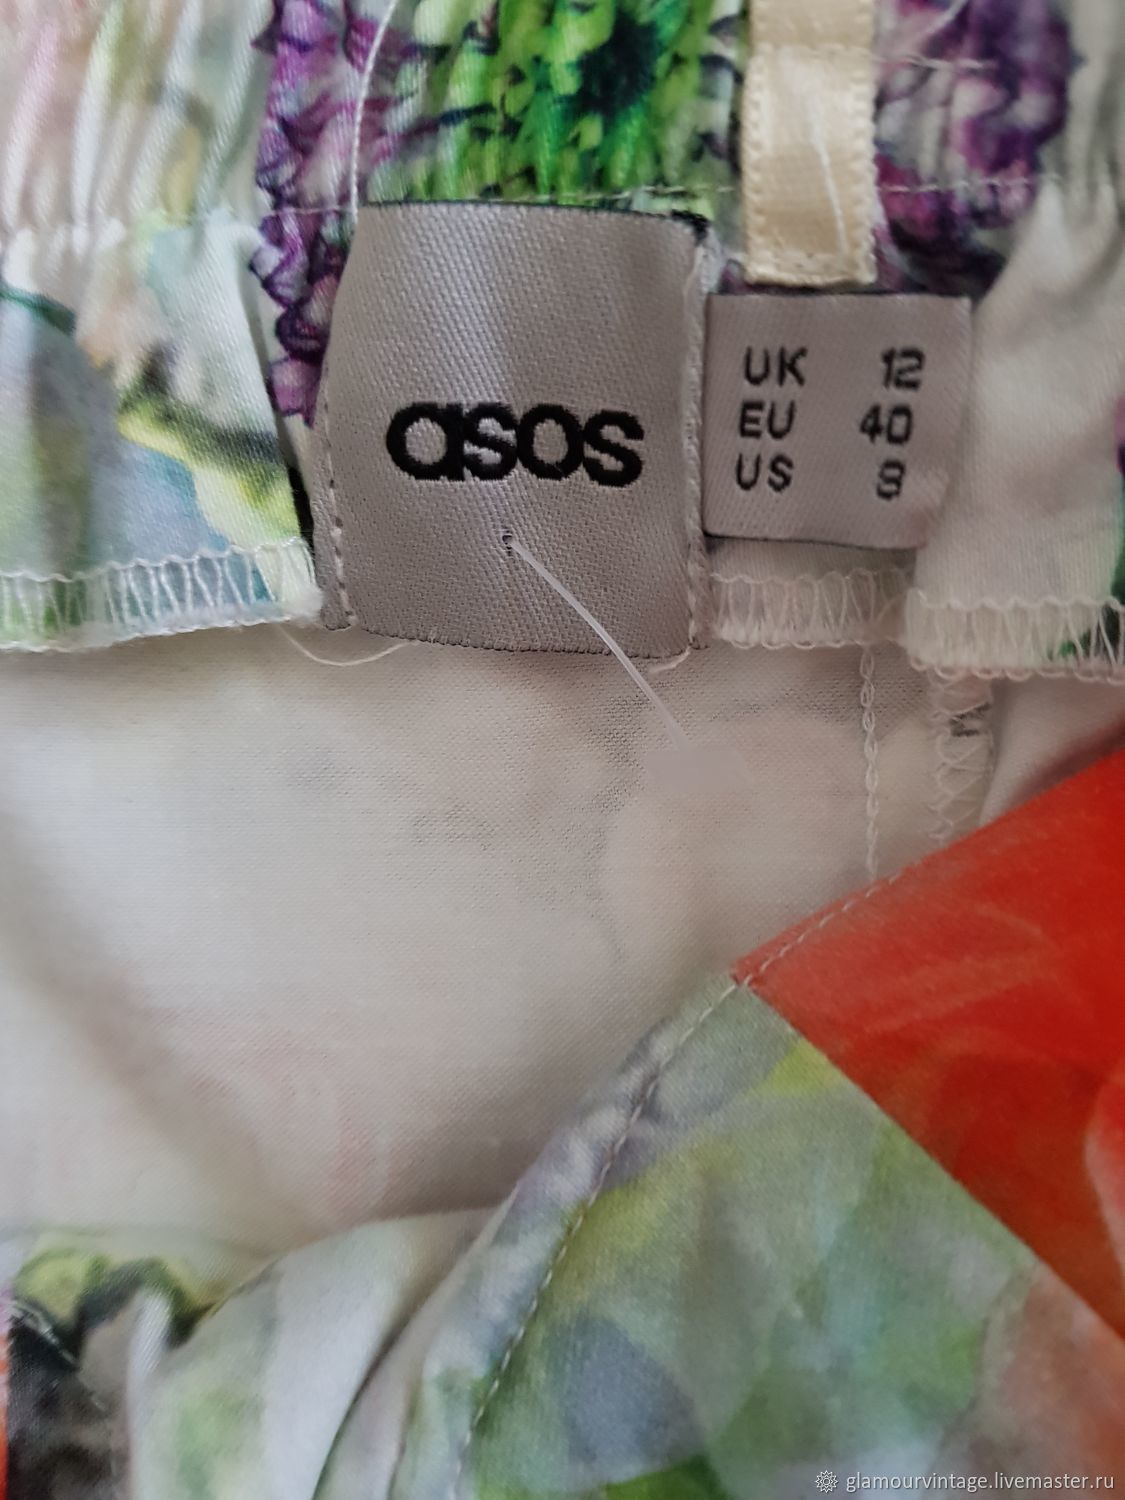 asos
UK 12
EU 40
US 8
glamourvintage.livemaster.ru